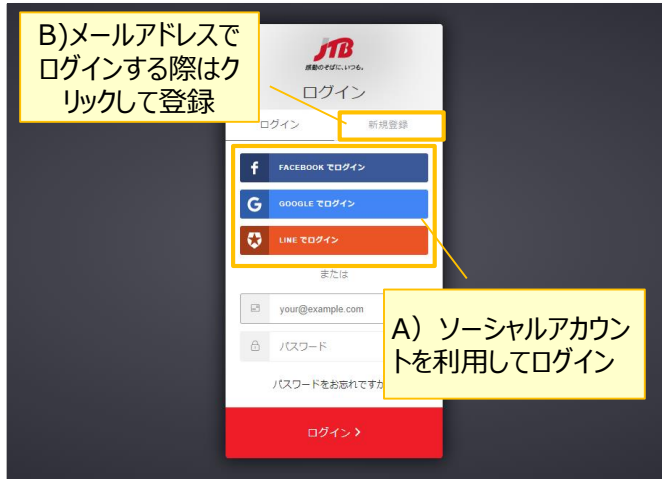 B)メールアドレスで
ログインする際はク
リックして登録
JTB
感動のそばに、いつも。
ログイン
ログイン
新規登録
FACEBOOK でログイン
GOOGLE でログイン
LINE でログイン
または
your@example.com
パスワード
A) ソーシャルアカウン
トを利用してログイン
パスワードをお忘れですか
ログイン >